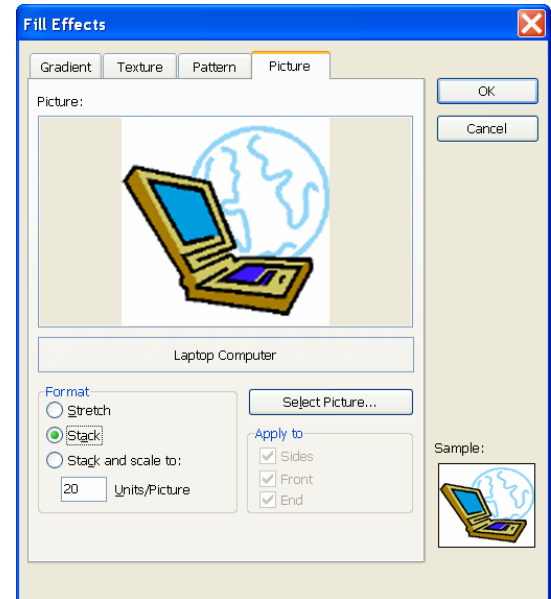 Fill Effects
Gradient Texture Pattern Picture
Picture:
OK
Cancel
Laptop Computer
Format
Stretch
Stack
Stack and scale to:
20 Units/Picture
Select Picture...
Apply to
Sides
Front
End
Sample: